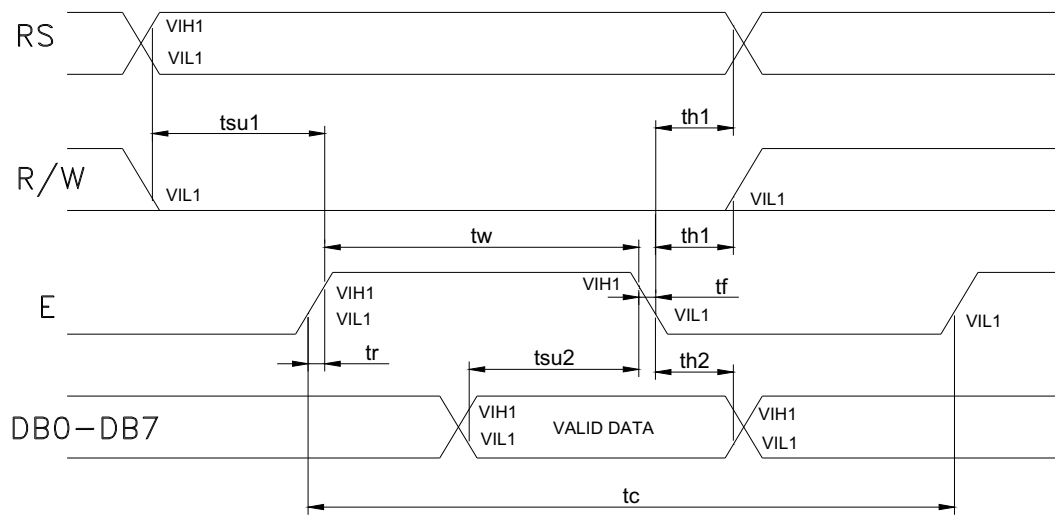 RS
VIH1
VIL1
tsu1
th1
R/W
VIL1
VIL1
tw
th1
E
VIH1
VIL1
VIH1
tf
VIL1
VIL1
tr
tsu2
th2
DB0-DB7
VIH1
VIL1
VALID DATA
VIH1
VIL1
tc